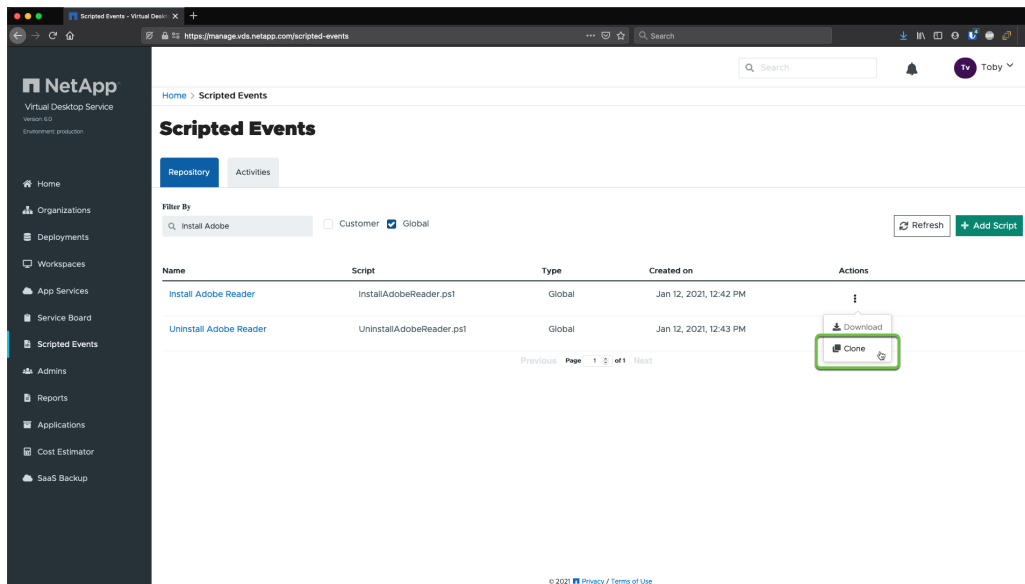 Scripted Events - Virtual Deskt
https://manage.vds.netapp.com/scripted-events
Search
NetApp
Virtual Desktop Service
Version: 6.0
Environment: production
Home
Organizations
Deployments
Workspaces
App Services
Service Board
Scripted Events
Admins
Reports
Applications
Cost Estimator
SaaS Backup
Search
TV
Toby
Home > Scripted Events
Scripted Events
Repository Activities
Filter By
Install Adobe
Customer Global
Refresh
+ Add Script
Name Script Type Created on Actions
Install Adobe Reader InstallAdobeReader.ps1 Global Jan 12, 2021, 12:42 PM
Uninstall Adobe Reader UninstallAdobeReader.ps1 Global Jan 12, 2021, 12:43 PM
Download
Clone
Previous Page 1 of 1 Next
© 2021 Privacy / Terms of Use